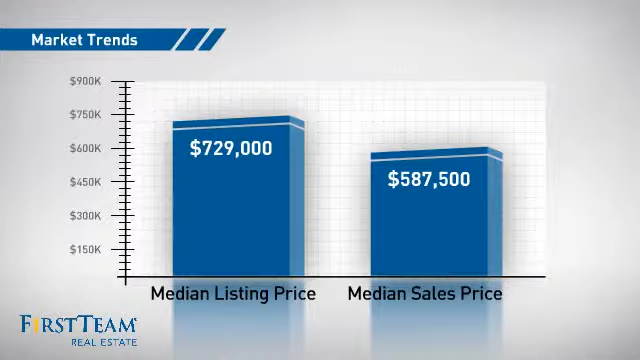 Market Trends
$900K
$750K
$600K
$450K
$300K
$150K
$729,000
$587,500
Median Listing Price
Median Sales Price
FIRSTTEAM®
REAL ESTATE